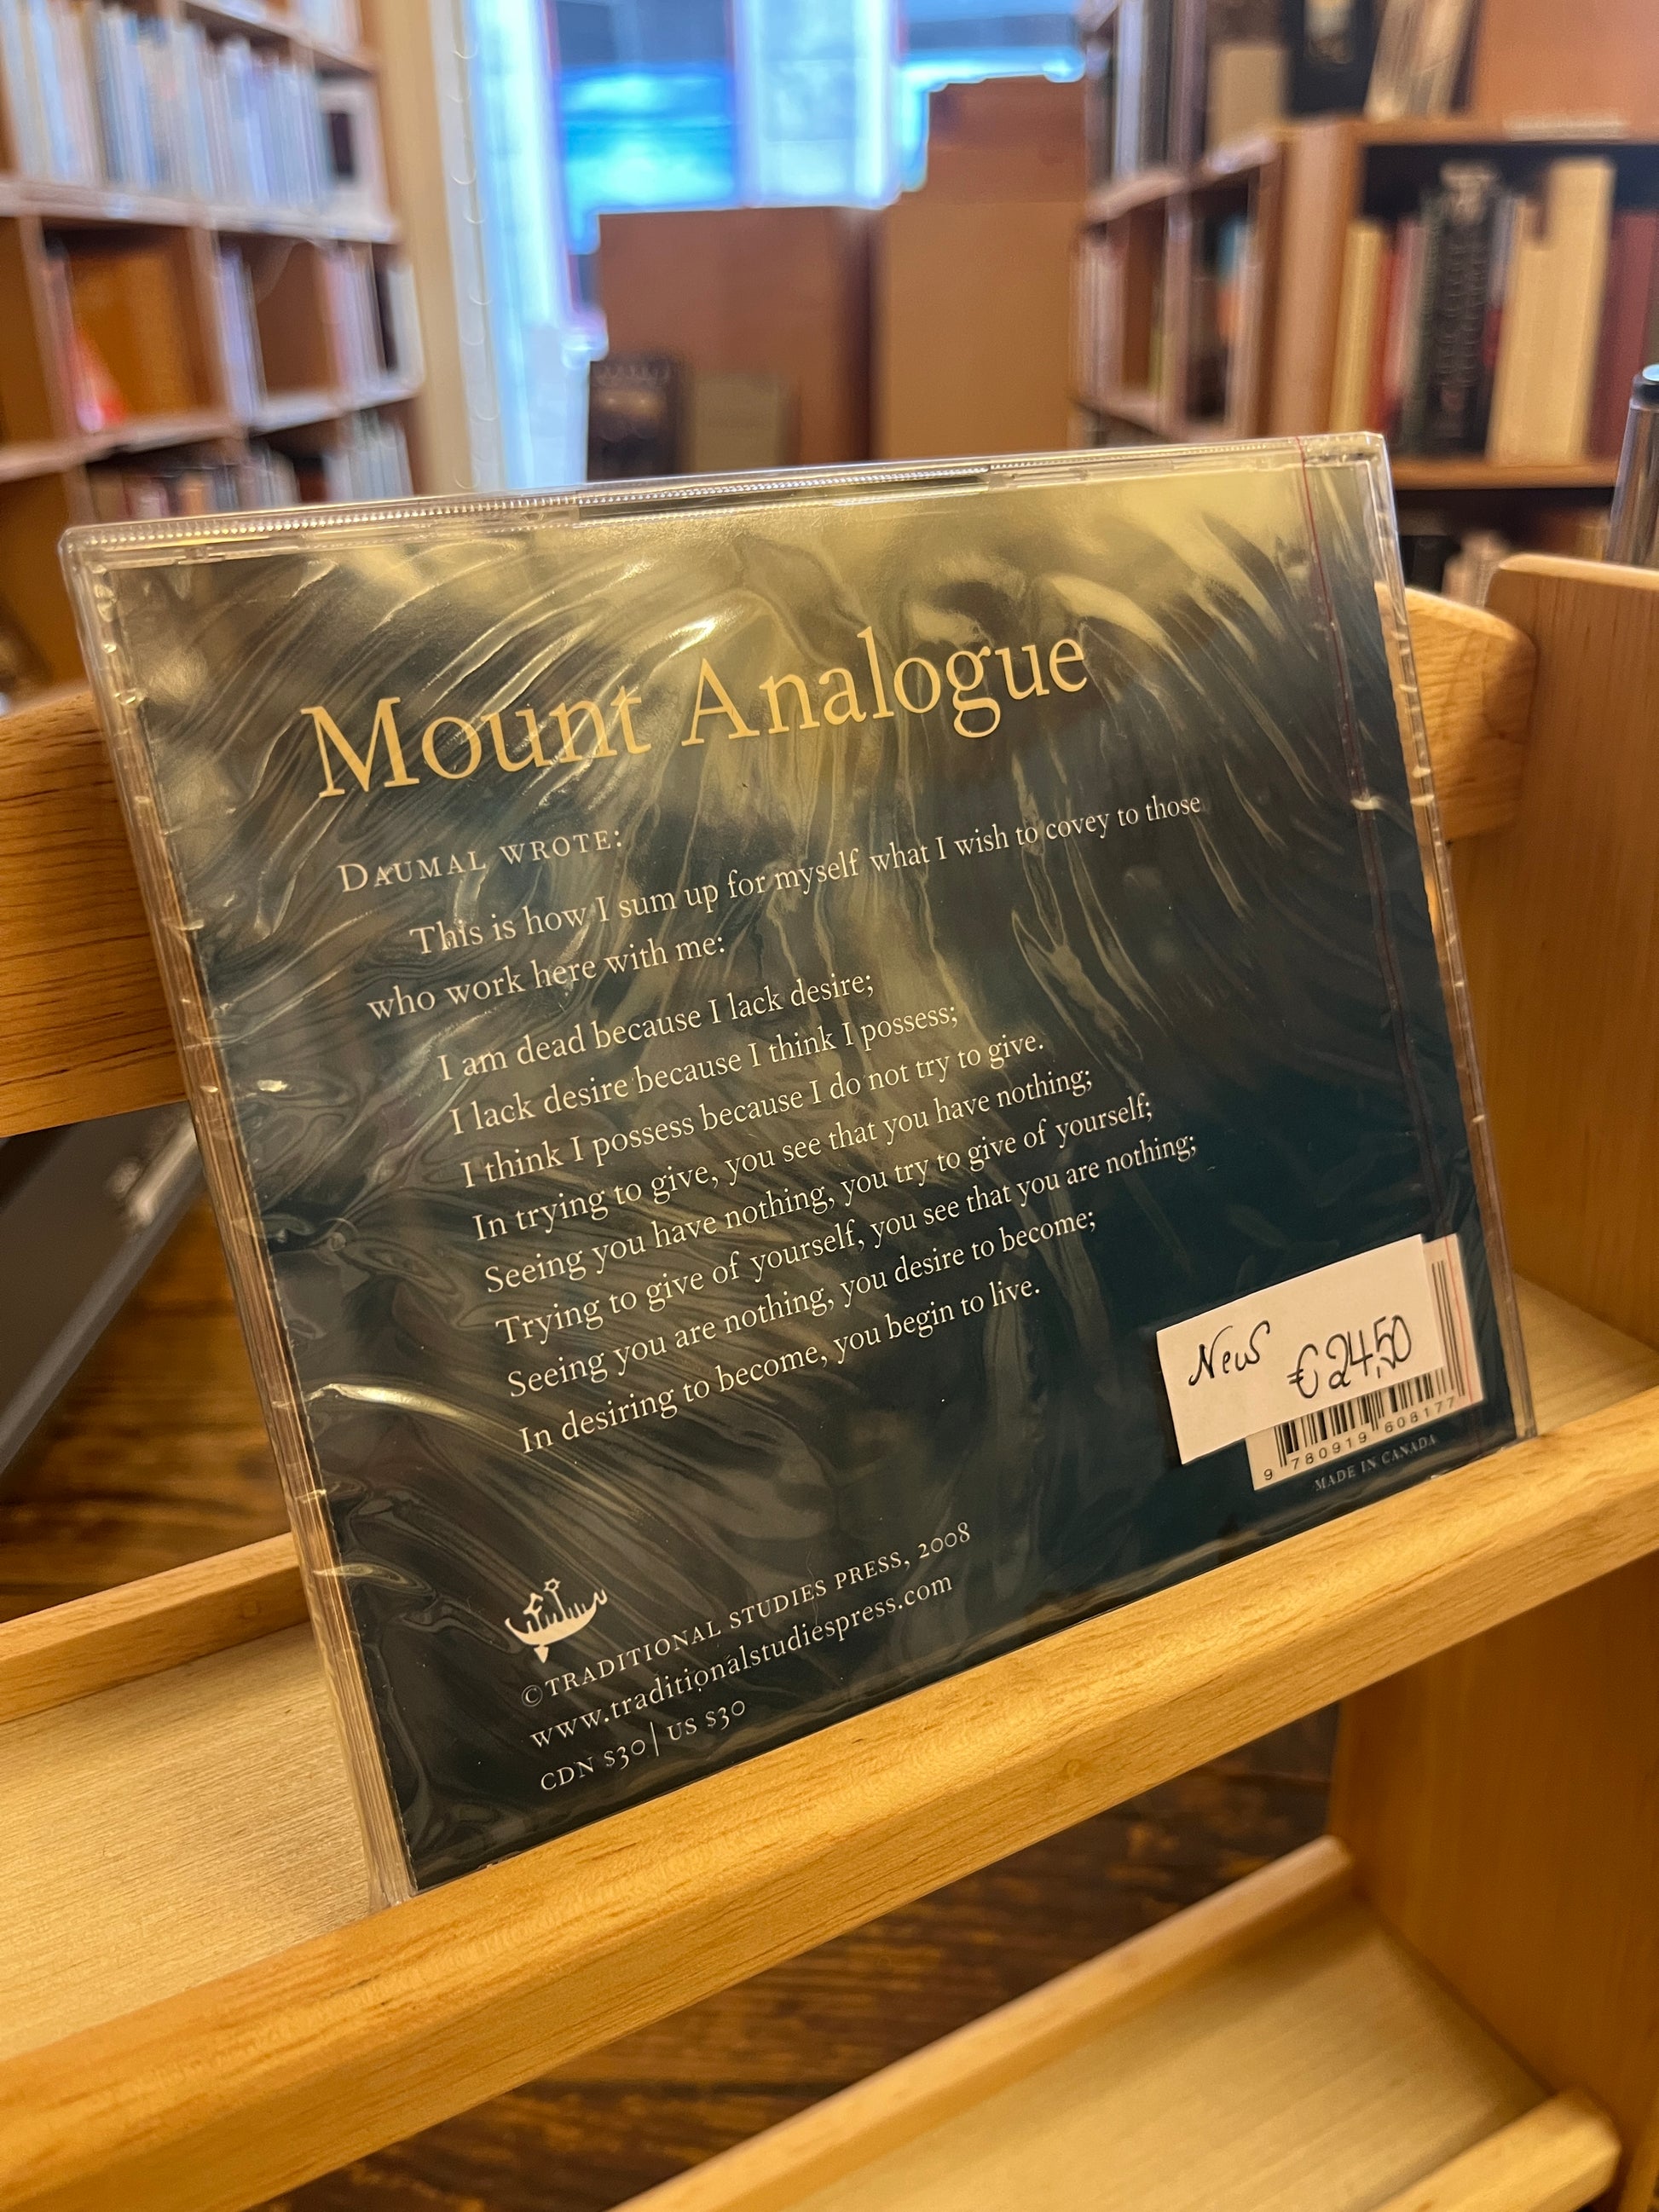 Mount Analogue
DAUMAL WROTE:
This is how I sum up for myself what I wish to covey to those
who work here with me:
I am dead because I lack desire;
I lack desire because I think I possess;
I think I possess because I do not try to give.
In trying to give, you see that you have nothing;
Seeing you have nothing, you try to give of yourself;
Trying to give of yourself, you see that you are nothing;
Seeing you are nothing, you desire to become;
In desiring to become, you begin to live.
New €24,50
9 780919 608177
MADE IN CANADA
© TRADITIONAL STUDIES PRESS, 2008
www.traditionalstudiespress.com
CDN $30 | US $30